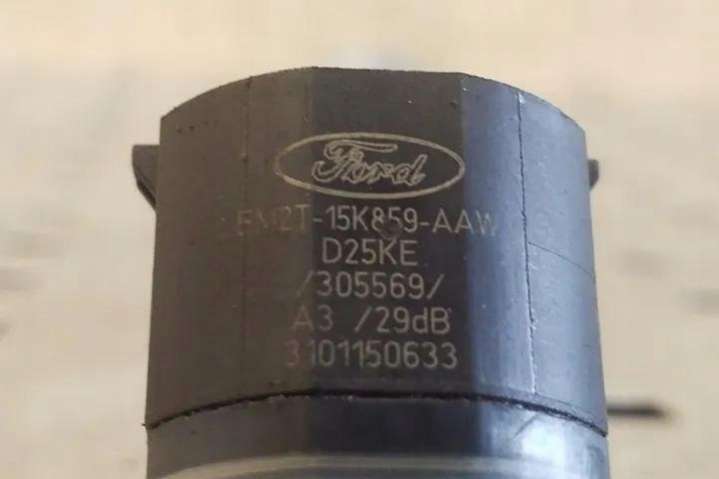 Ford
EM2T-15K859-AAW
D25KE
/305569/
A3 /29dB
3101150633